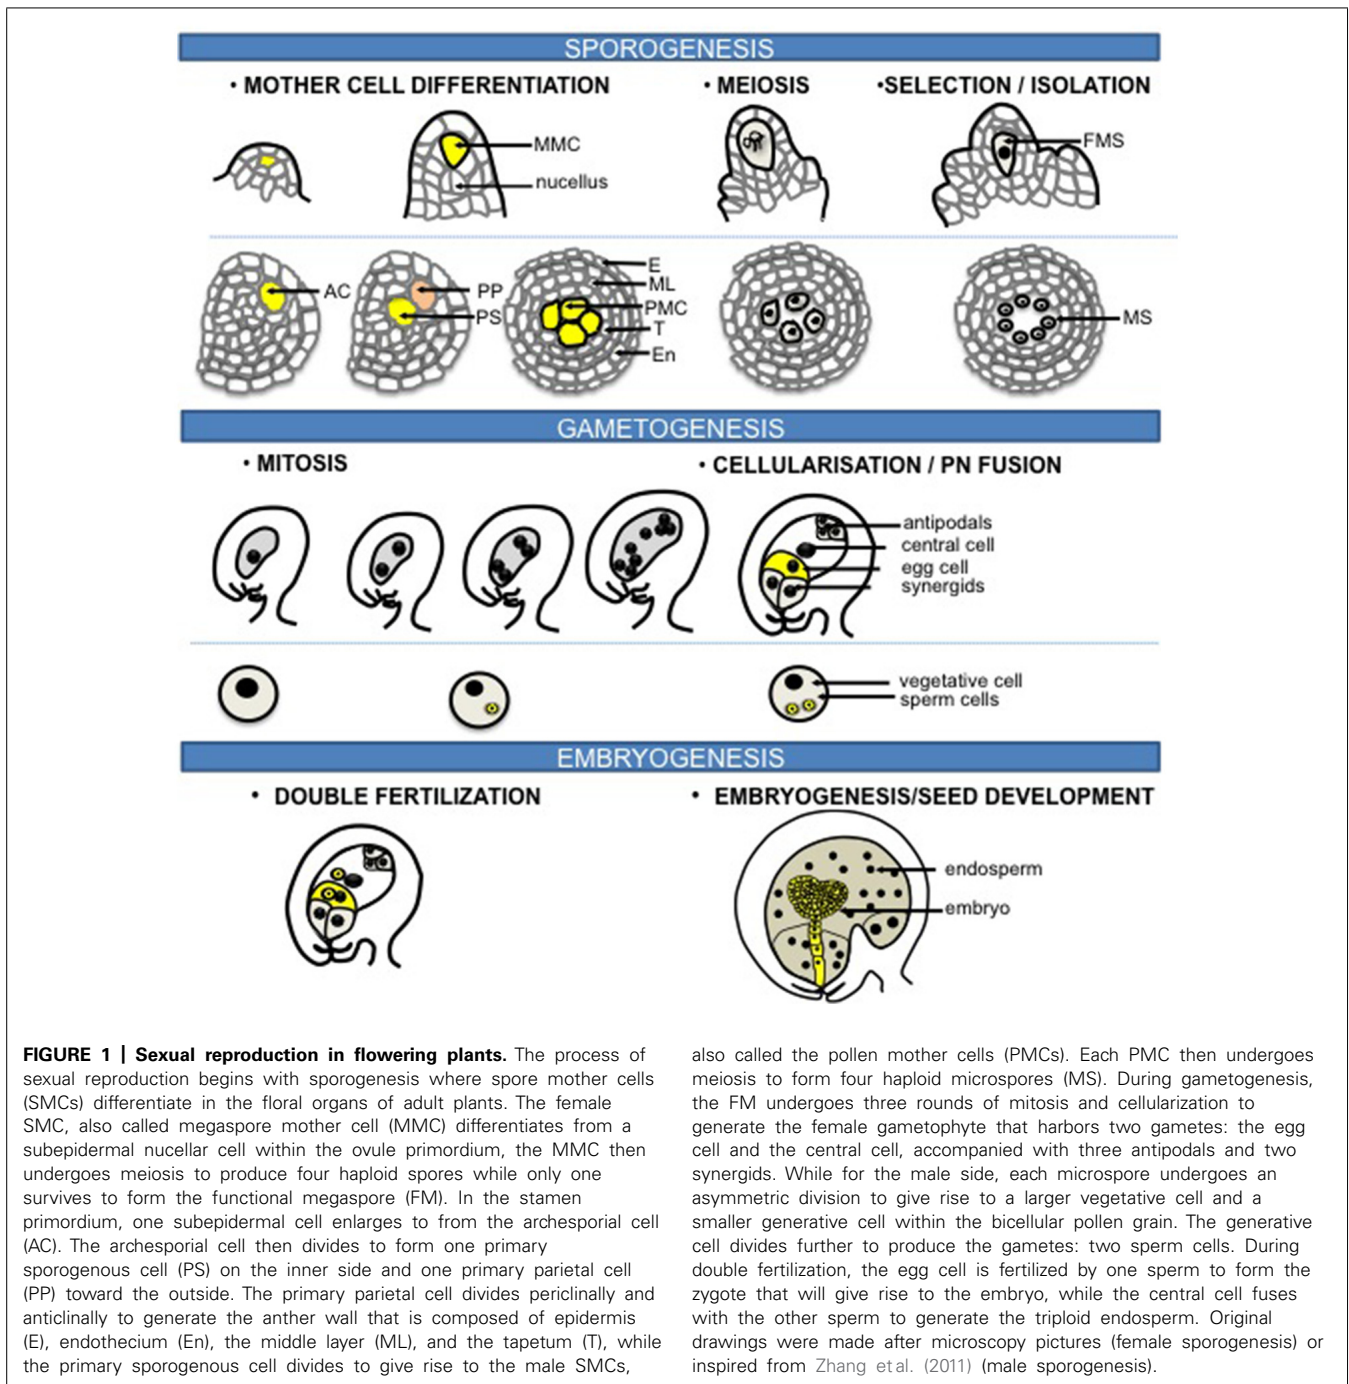 SPOROGENESIS
• MOTHER CELL DIFFERENTIATION
• MEIOSIS
•SELECTION / ISOLATION
MMC
nucellus
FMS
AC
PP
PS
E
ML
PMC
T
En
MS
GAMETOGENESIS
• MITOSIS
• CELLULARISATION / PN FUSION
antipodals
central cell
egg cell
synergids
vegetative cell
sperm cells
EMBRYOGENESIS
• DOUBLE FERTILIZATION
• EMBRYOGENESIS/SEED DEVELOPMENT
endosperm
embryo
FIGURE 1 | Sexual reproduction in flowering plants. The process of
sexual reproduction begins with sporogenesis where spore mother cells
(SMCs) differentiate in the floral organs of adult plants. The female
SMC, also called megaspore mother cell (MMC) differentiates from a
subepidermal nucellar cell within the ovule primordium, the MMC then
undergoes meiosis to produce four haploid spores while only one
survives to form the functional megaspore (FM). In the stamen
primordium, one subepidermal cell enlarges to from the archesporial cell
(AC). The archesporial cell then divides to form one primary
sporogenous cell (PS) on the inner side and one primary parietal cell
(PP) toward the outside. The primary parietal cell divides periclinally and
anticlinally to generate the anther wall that is composed of epidermis
(E), endothecium (En), the middle layer (ML), and the tapetum (T), while
the primary sporogenous cell divides to give rise to the male SMCs,
also called the pollen mother cells (PMCs). Each PMC then undergoes
meiosis to form four haploid microspores (MS). During gametogenesis,
the FM undergoes three rounds of mitosis and cellularization to
generate the female gametophyte that harbors two gametes: the egg
cell and the central cell, accompanied with three antipodals and two
synergids. While for the male side, each microspore undergoes an
asymmetric division to give rise to a larger vegetative cell and a
smaller generative cell within the bicellular pollen grain. The generative
cell divides further to produce the gametes: two sperm cells. During
double fertilization, the egg cell is fertilized by one sperm to form the
zygote that will give rise to the embryo, while the central cell fuses
with the other sperm to generate the triploid endosperm. Original
drawings were made after microscopy pictures (female sporogenesis) or
inspired from Zhang et al. (2011) (male sporogenesis).